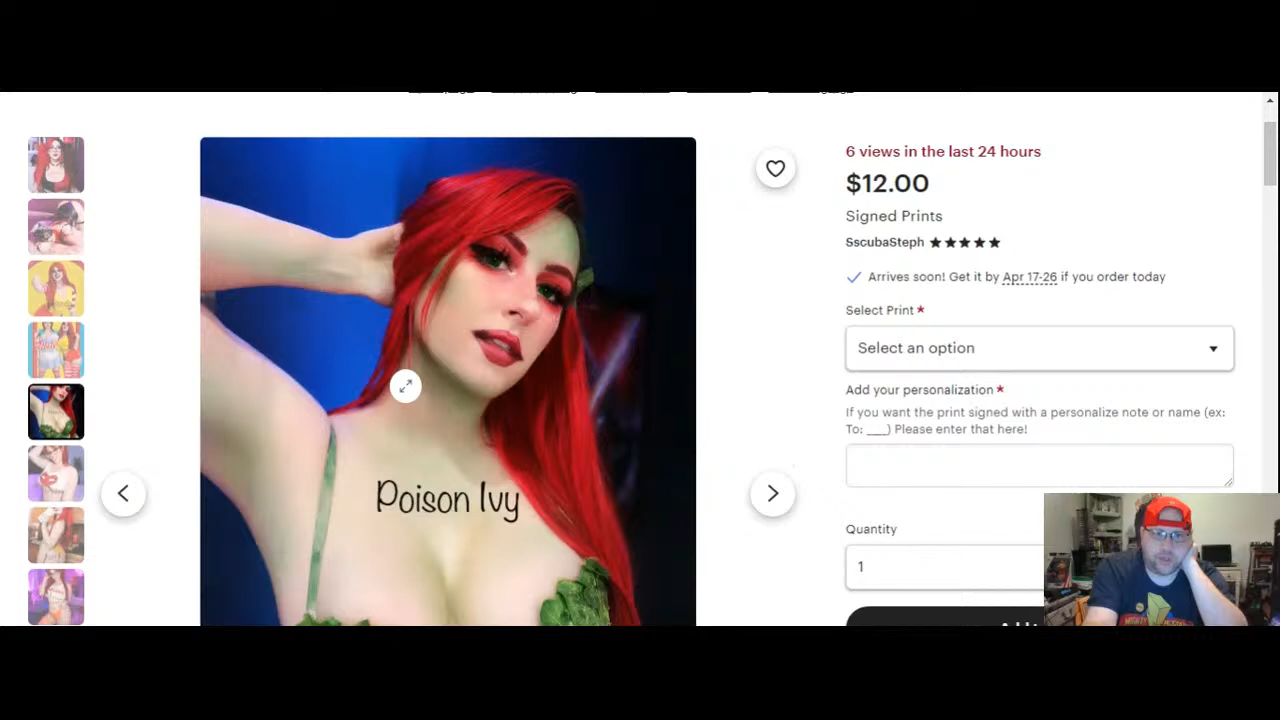 6 views in the last 24 hours
$12.00
Signed Prints
SscubaSteph ★★★★★
Arrives soon! Get it by Apr 17-26 if you order today
Select Print *
Select an option
Add your personalization *
If you want the print signed with a personalize note or name (ex:
To: ___) Please enter that here!
Poison Ivy
Quantity
1